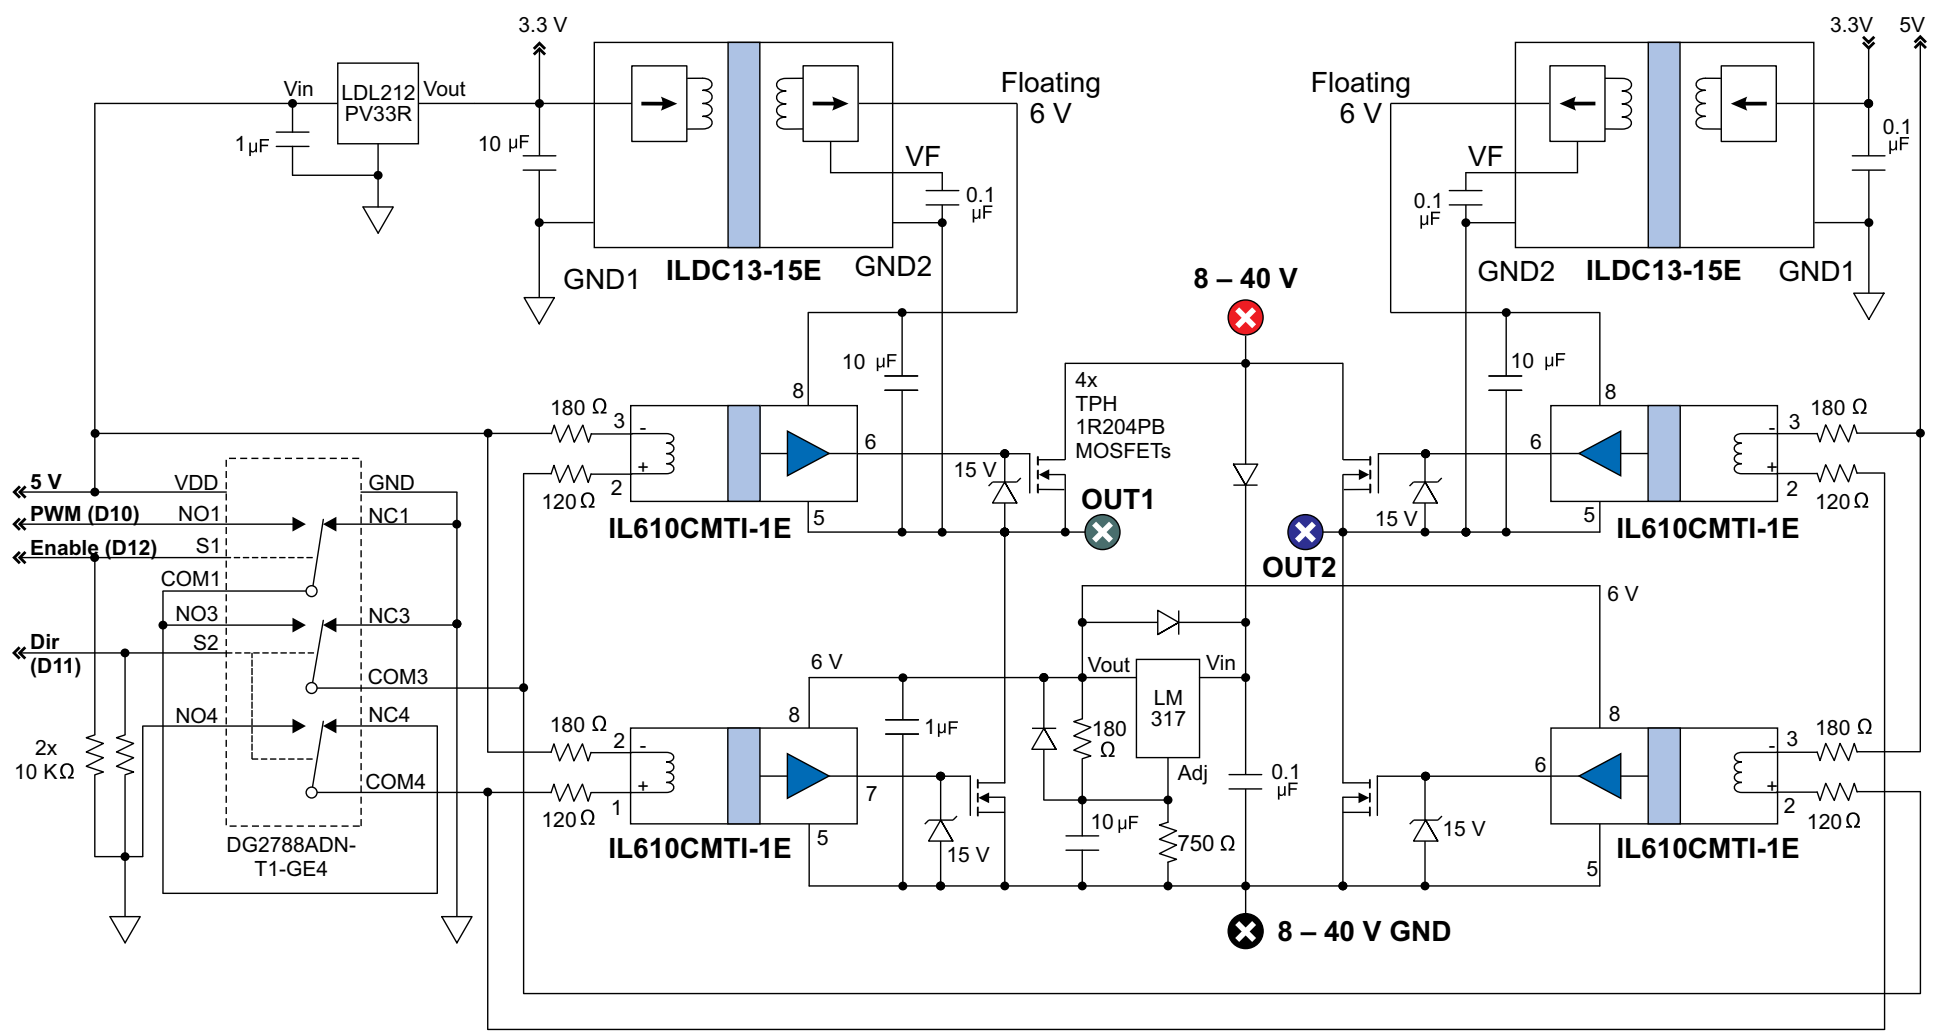 3.3 V
3.3V
5V
Vin
LDL212
PV33R
Vout
1µF
10 µF
Floating
6 V
VF
0.1
µF
GND1
ILDC13-15E
GND2
Floating
6 V
VF
0.1
µF
0.1
µF
GND2
ILDC13-15E
GND1
8 – 40 V
10 µF
8
180 Ω
3
-
+
2
120Ω
6
5
IL610CMTI-1E
15 V
4x
TPH
1R204PB
MOSFETs
OUT1
OUT2
10 µF
8
6
5
15 V
180 Ω
3
-
+
2
120Ω
IL610CMTI-1E
5 V
PWM (D10)
Enable (D12)
Dir
(D11)
VDD
NO1
S1
COM1
NO3
S2
NO4
GND
NC1
NC3
COM3
NC4
COM4
2x
10 KΩ
DG2788ADN-
T1-GE4
6 V
8
180 Ω
2
-
+
1
120Ω
7
5
IL610CMTI-1E
1µF
15 V
Vout
Vin
LM
317
Adj
180
Ω
10 µF
750 Ω
0.1
µF
6 V
8
6
5
15 V
180 Ω
3
-
+
2
120Ω
IL610CMTI-1E
8 – 40 V GND